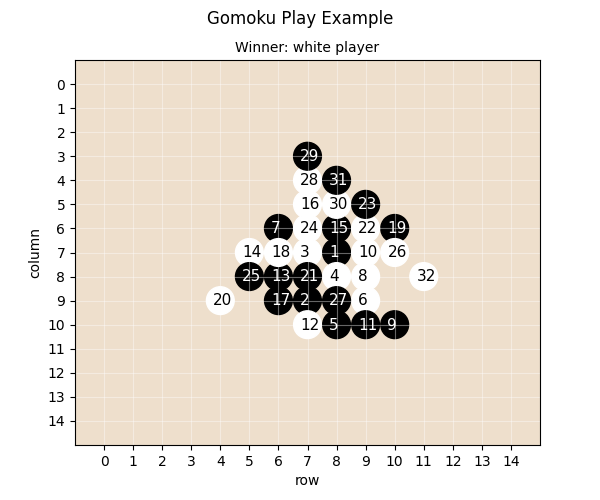 Gomoku Play Example
Winner: white player
0
1
2
3 29
4 28 31
5 16 30 23
6 7 24 15 22 19
7 14 18 3 1 10 26
8 25 13 21 4 8 32
9 20 17 2 27 6
10 12 5 11 9
11
12
13
14
column
0 1 2 3 4 5 6 7 8 9 10 11 12 13 14
row